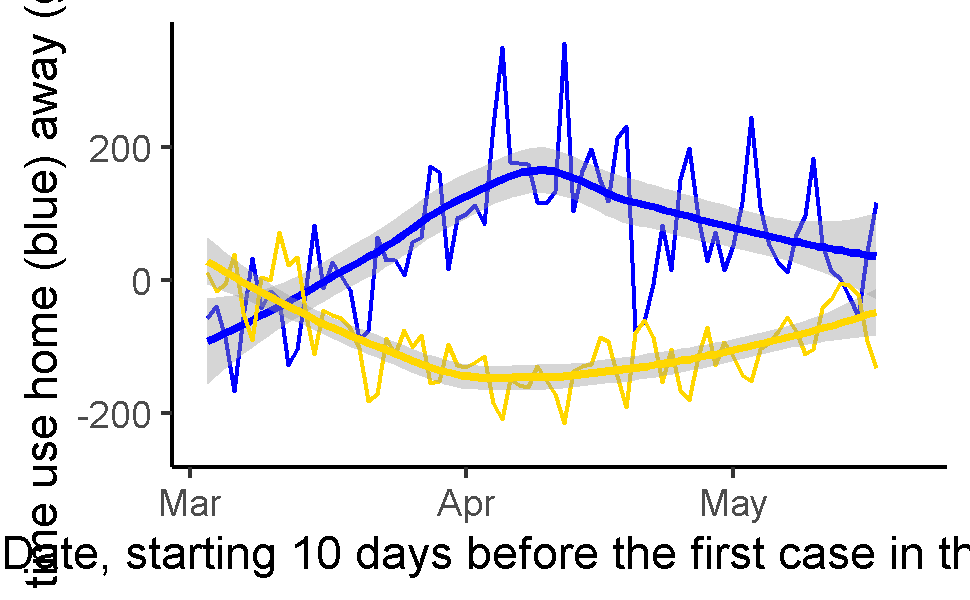 time use home (blue) away (
200
0
-200
Mar Apr May
Date, starting 10 days before the first case in th